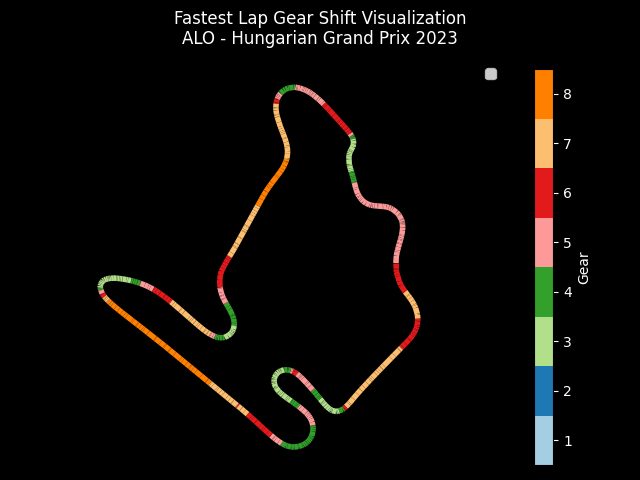 Fastest Lap Gear Shift Visualization
ALO - Hungarian Grand Prix 2023
8
7
6
5
4
3
2
1
Gear